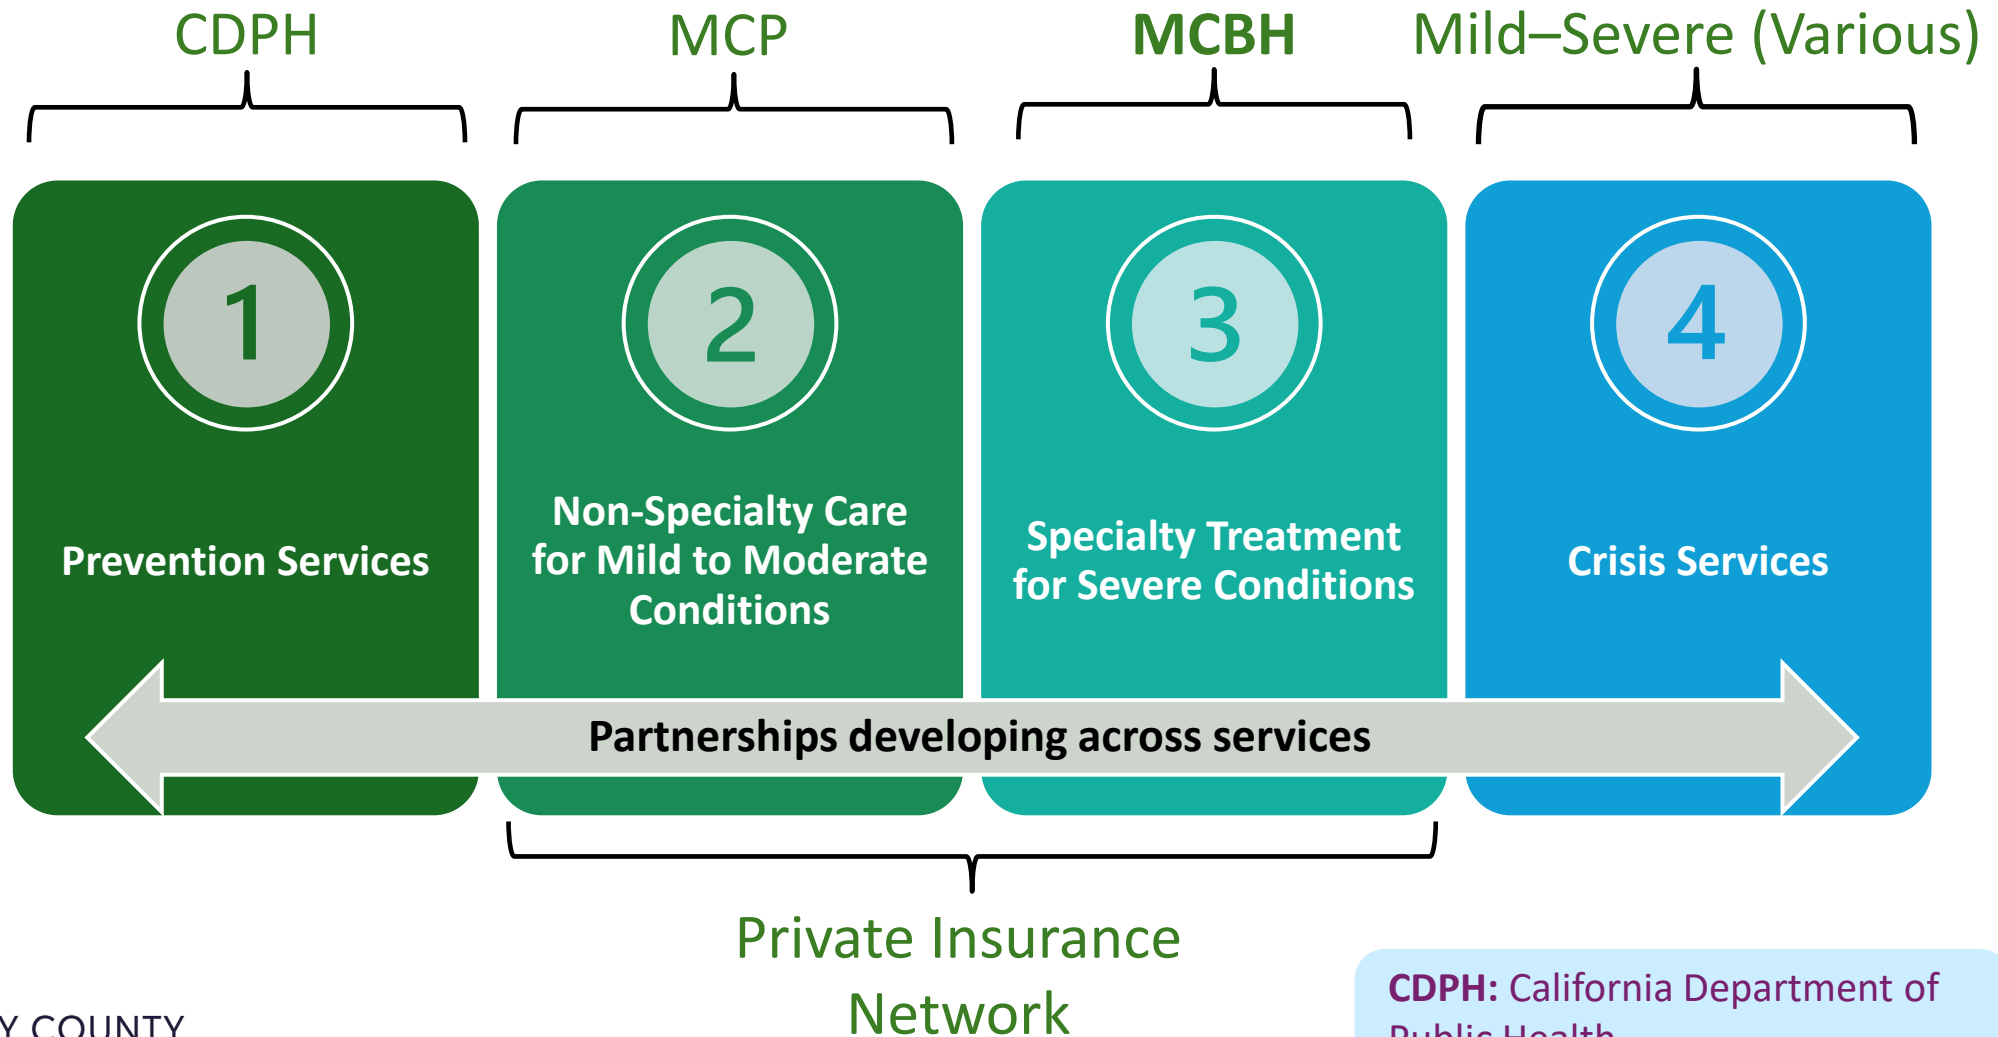 CDPH
MCP
MCBH
Mild–Severe (Various)
1
2
3
4
Prevention Services
Non-Specialty Care
for Mild to Moderate
Conditions
Specialty Treatment
for Severe Conditions
Crisis Services
Partnerships developing across services
Private Insurance
Network
CDPH: California Department of
Public Health
Y COUNTY